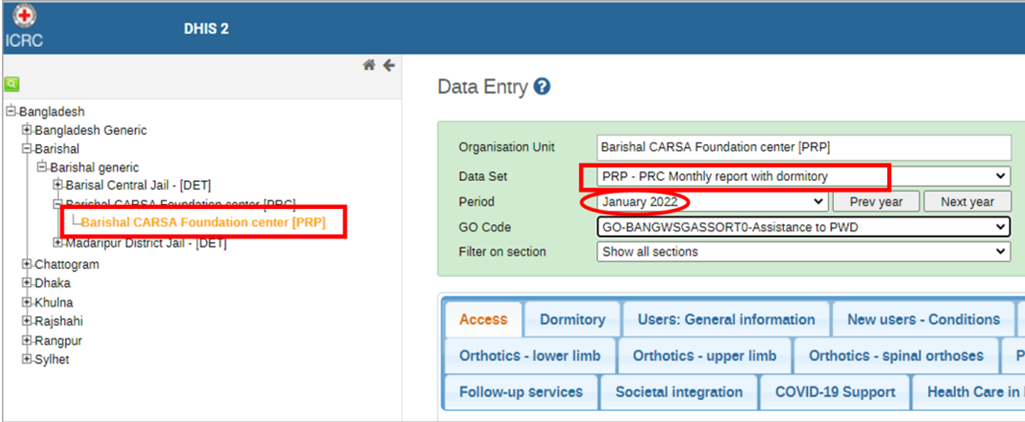 ICRC
DHIS 2
Bangladesh
Bangladesh Generic
Barishal
Barishal generic
Barisal Central Jail - [DET]
Barishal CARSA Foundation center [PRC]
Barishal CARSA Foundation center [PRP]
Madaripur District Jail - [DET]
Chattogram
Dhaka
Khulna
Rajshahi
Rangpur
Sylhet
Data Entry ?
Organisation Unit Barishal CARSA Foundation center [PRP]
Data Set PRP - PRC Monthly report with dormitory
Period January 2022 Prev year Next year
GO Code GO-BANGWSGASSORT0-Assistance to PWD
Filter on section Show all sections
Access Dormitory Users: General information New users - Conditions
Orthotics - lower limb Orthotics - upper limb Orthotics - spinal orthoses P
Follow-up services Societal integration COVID-19 Support Health Care in